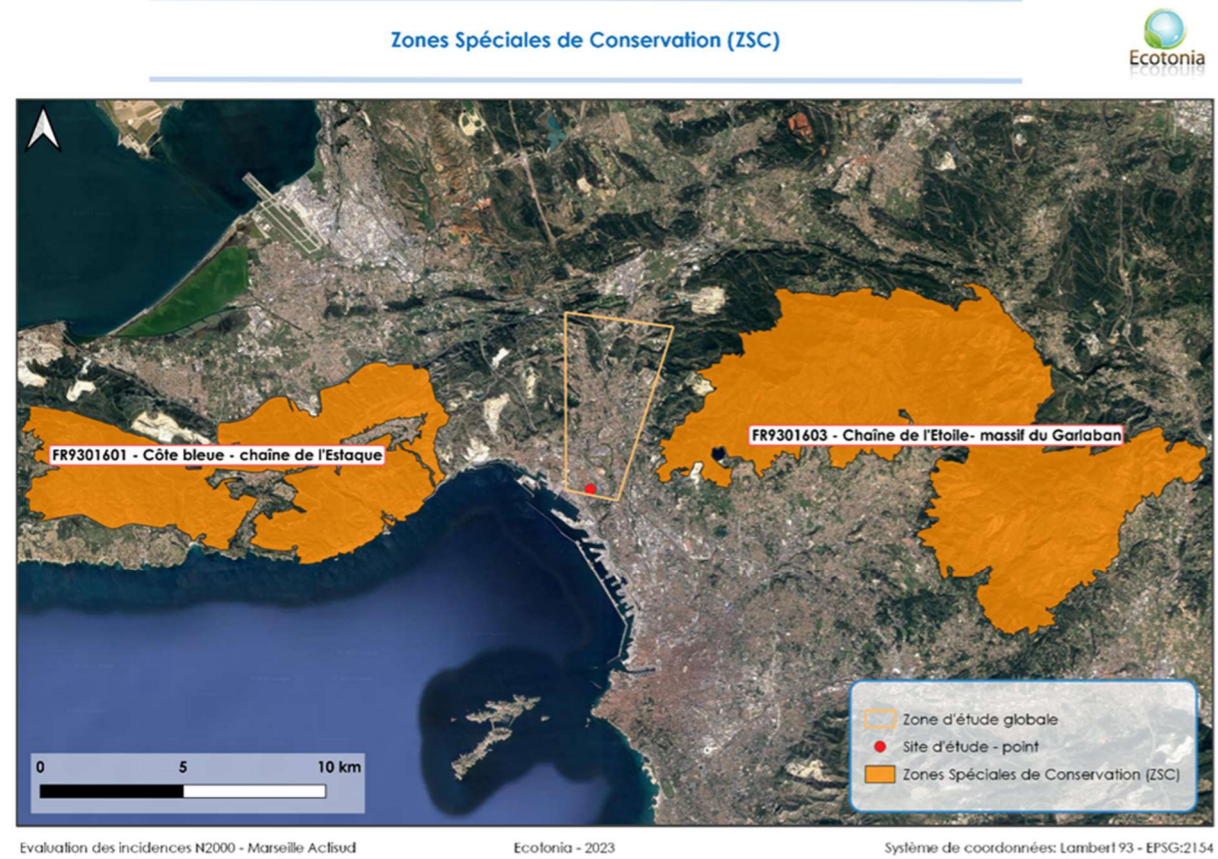 Zones Spéciales de Conservation (ZSC)
Ecotonia
FR9301601 - Côte bleue - chaîne de l'Estaque
FR9301603 - Chaîne de l'Etoile- massif du Garlaban
Zone d'étude globale
Site d'étude - point
Zones Spéciales de Conservation (ZSC)
0 5 10 km
Evaluation des incidences N2000 - Marseille Actisud
Ecotonia - 2023
Système de coordonnées: Lambert 93 - EPSG:2154